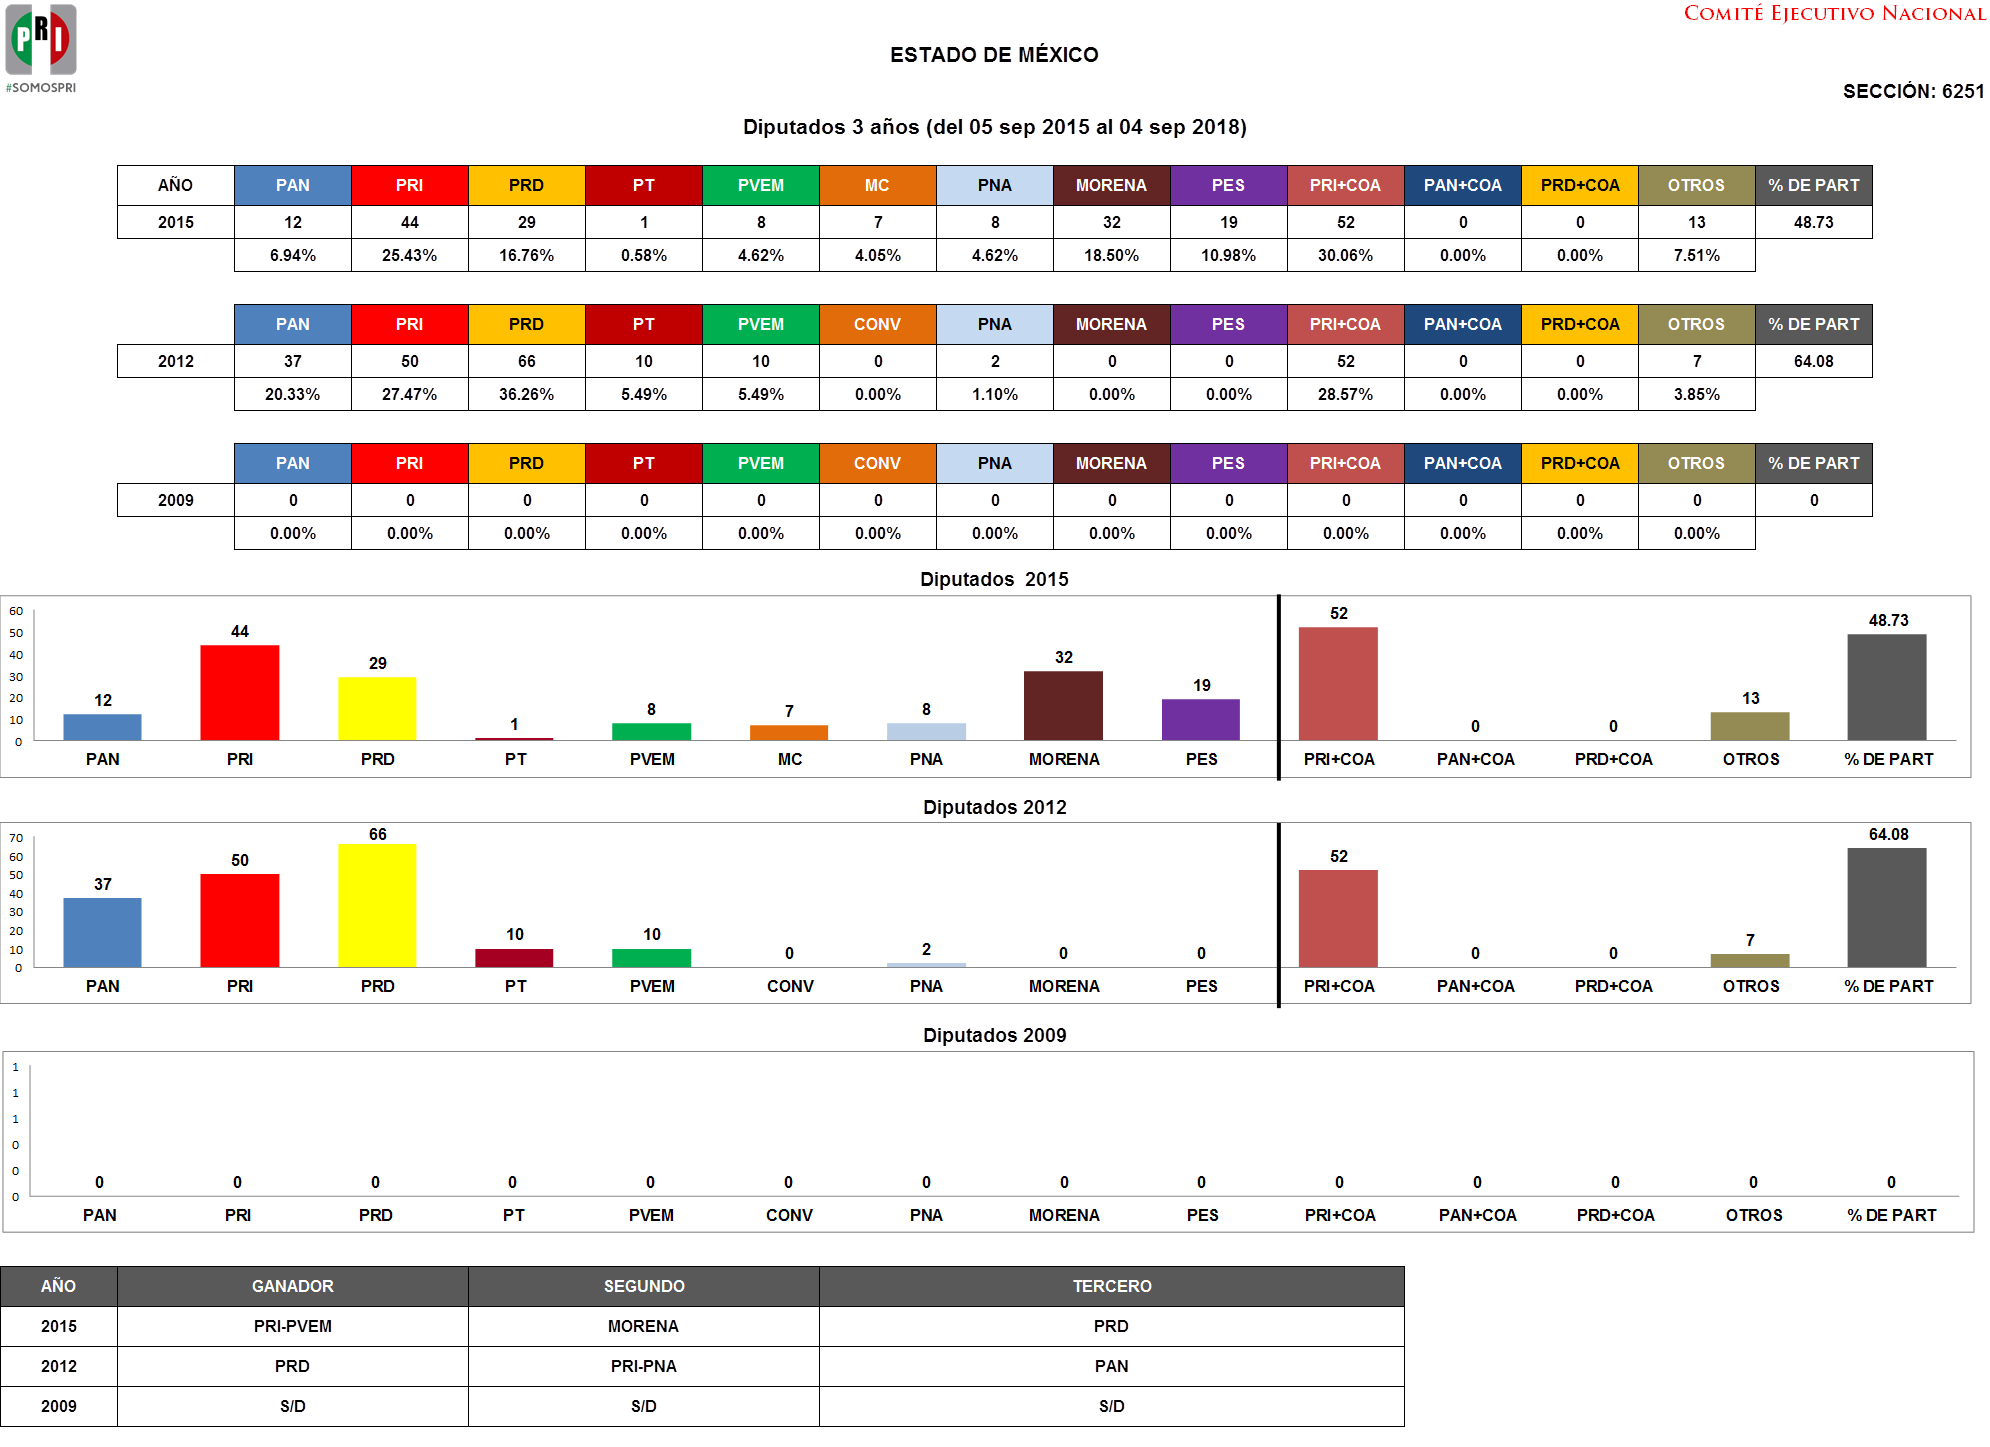 PRI
#SOMOSPRI
COMITÉ EJECUTIVO NACIONAL
ESTADO DE MÉXICO
SECCIÓN: 6251
Diputados 3 años (del 05 sep 2015 al 04 sep 2018)
AÑO PAN PRI PRD PT PVEM MC PNA MORENA PES PRI+COA PAN+COA PRD+COA OTROS % DE PART
2015 12 44 29 1 8 7 8 32 19 52 0 0 13 48.73
6.94% 25.43% 16.76% 0.58% 4.62% 4.05% 4.62% 18.50% 10.98% 30.06% 0.00% 0.00% 7.51%
PAN PRI PRD PT PVEM CONV PNA MORENA PES PRI+COA PAN+COA PRD+COA OTROS % DE PART
2012 37 50 66 10 10 0 2 0 0 52 0 0 7 64.08
20.33% 27.47% 36.26% 5.49% 5.49% 0.00% 1.10% 0.00% 0.00% 28.57% 0.00% 0.00% 3.85%
PAN PRI PRD PT PVEM CONV PNA MORENA PES PRI+COA PAN+COA PRD+COA OTROS % DE PART
2009 0 0 0 0 0 0 0 0 0 0 0 0 0 0
0.00% 0.00% 0.00% 0.00% 0.00% 0.00% 0.00% 0.00% 0.00% 0.00% 0.00% 0.00% 0.00%
Diputados 2015
60
50
40
30
20
10
0
12 44 29 1 8 7 8 32 19 52 0 0 13 48.73
PAN PRI PRD PT PVEM MC PNA MORENA PES PRI+COA PAN+COA PRD+COA OTROS % DE PART
Diputados 2012
70
60
50
40
30
20
10
0
37 50 66 10 10 0 2 0 0 52 0 0 7 64.08
PAN PRI PRD PT PVEM CONV PNA MORENA PES PRI+COA PAN+COA PRD+COA OTROS % DE PART
Diputados 2009
1
1
1
0
0
0
0 0 0 0 0 0 0 0 0 0 0 0 0 0
PAN PRI PRD PT PVEM CONV PNA MORENA PES PRI+COA PAN+COA PRD+COA OTROS % DE PART
AÑO GANADOR SEGUNDO TERCERO
2015 PRI-PVEM MORENA PRD
2012 PRD PRI-PNA PAN
2009 S/D S/D S/D